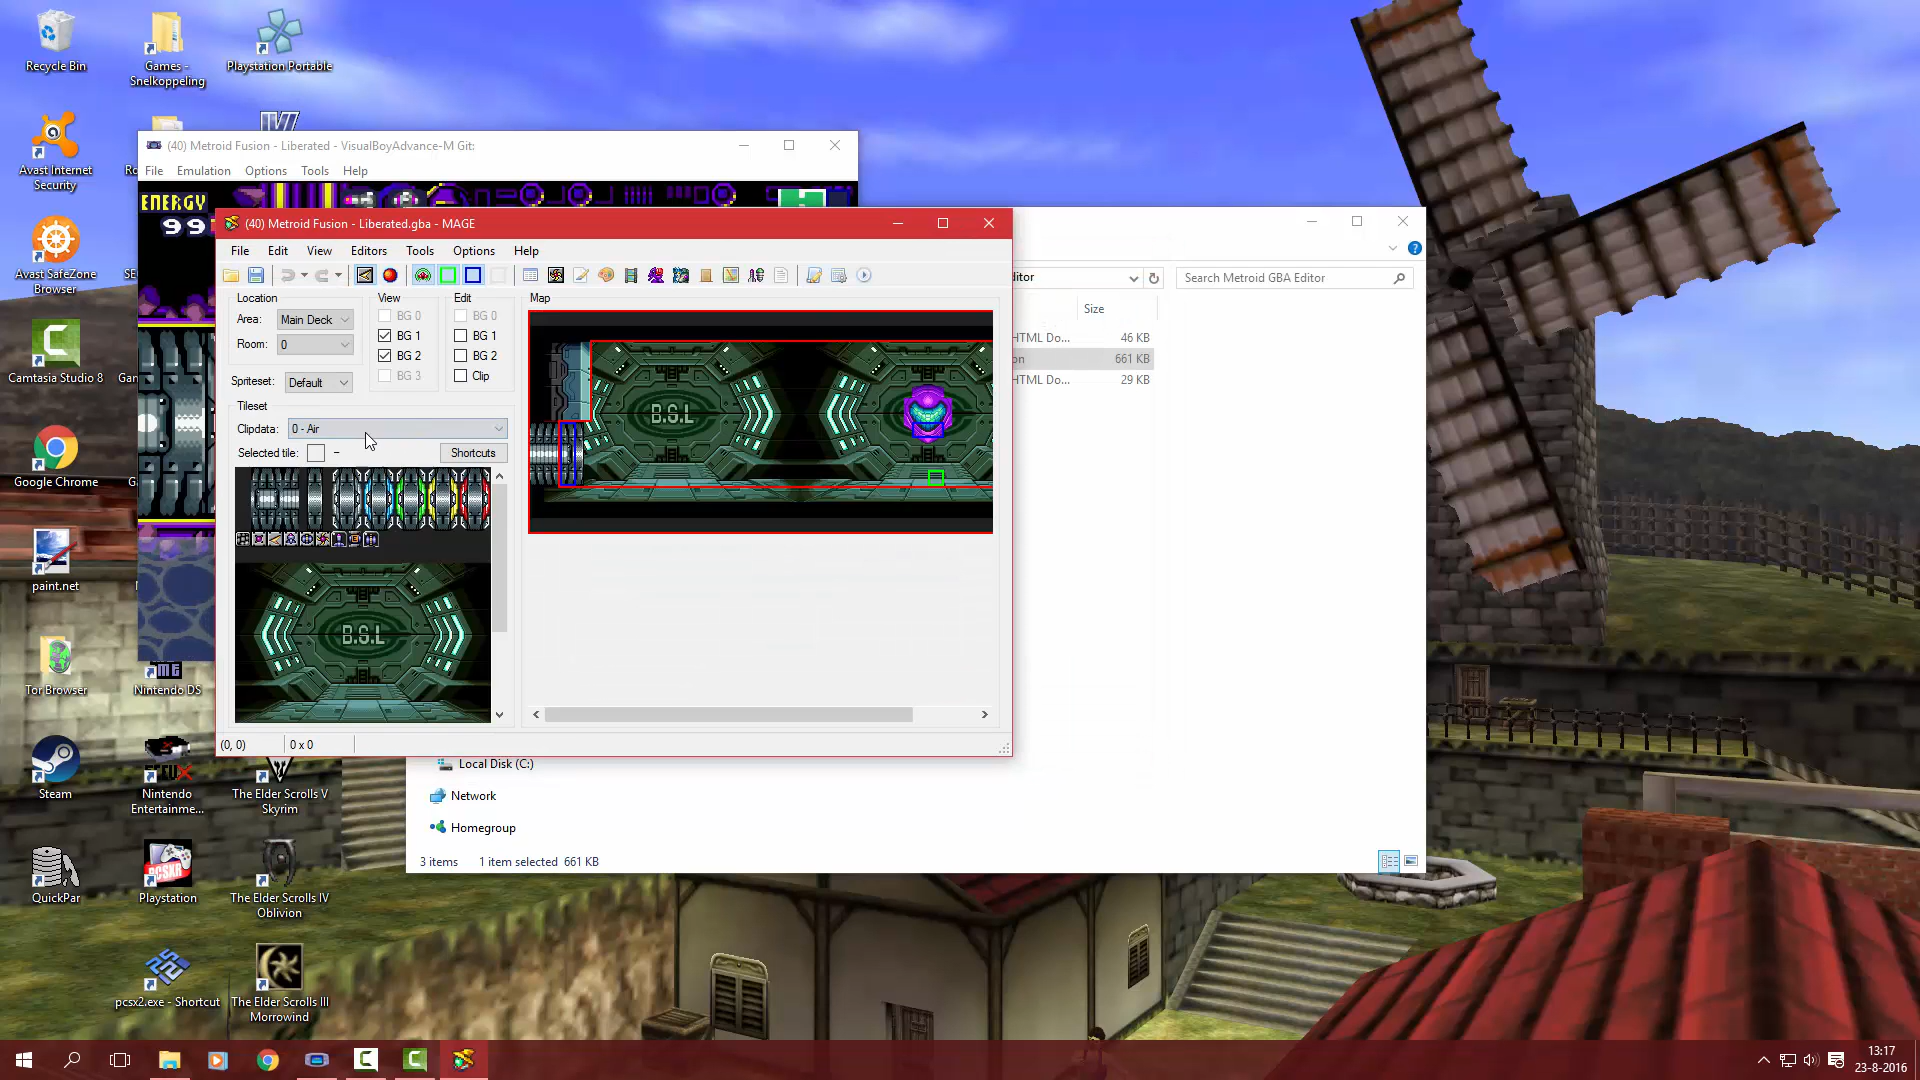 Recycle Bin
Games -
Snelkoppeling
Playstation Portable
Avast Internet
Security
Avast SafeZone
Browser
Camtasia Studio 8
Google Chrome
paint.net
Tor Browser
Nintendo DS
Steam
Nintendo
Entertainme...
The Elder Scrolls V
Skyrim
QuickPar
Playstation
The Elder Scrolls IV
Oblivion
pcsx2.exe - Shortcut
The Elder Scrolls III
Morrowind
(40) Metroid Fusion - Liberated - VisualBoyAdvance-M Git:
File Emulation Options Tools Help
ENERGY
99
(40) Metroid Fusion - Liberated.gba - MAGE
File Edit View Editors Tools Options Help
Location
Area: Main Deck
Room: 0
Spriteset: Default
View
BG 0
BG 1
BG 2
BG 3
Edit
BG 0
BG 1
BG 2
Clip
Tileset
Clipdata: 0 - Air
Selected tile: –
Shortcuts
B.S.L
Map
B.S.L
(0, 0) 0 x 0
ditor
Search Metroid GBA Editor
Size
HTML Do... 46 KB
on 661 KB
HTML Do... 29 KB
Local Disk (C:)
Network
Homegroup
3 items 1 item selected 661 KB
13:17
23-8-2016